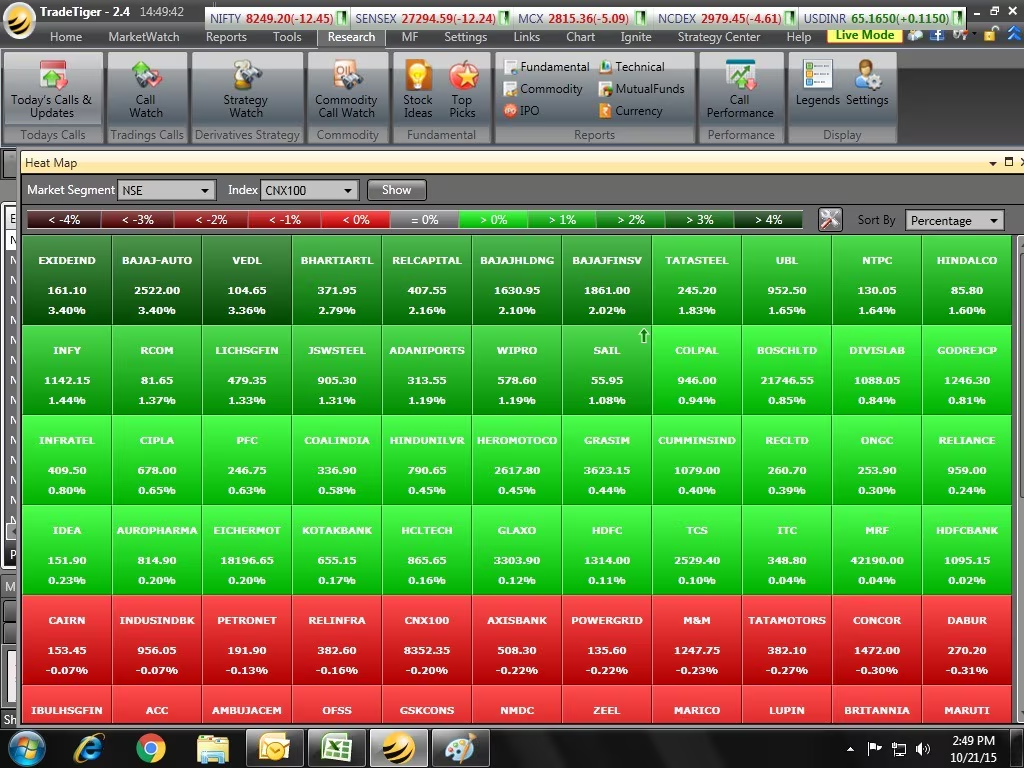 TradeTiger - 2.4 14:49:42
NIFTY 8249.20(-12.45) SENSEX 27294.59(-12.24) MCX 2815.36(-5.09) NCDEX 2979.45(-4.61) USDINR 65.1650(+0.1150)
Home MarketWatch Reports Tools Research MF Settings Links Chart Ignite Strategy Center Help Live Mode
Today's Calls & Updates
Call Watch
Strategy Watch
Commodity Call Watch
Stock Ideas
Top Picks
Fundamental Technical
Commodity MutualFunds
IPO Currency
Call Performance
Legends Settings
Todays Calls Tradings Calls Derivatives Strategy Commodity Fundamental Reports Performance Display
Heat Map
Market Segment NSE Index CNX100 Show
< -4% < -3% < -2% < -1% < 0% = 0% > 0% > 1% > 2% > 3% > 4% Sort By Percentage
EXIDEIND BAJAJ-AUTO VEDL BHARTIARTL RELCAPITAL BAJAJHLDNG BAJAJFINSV TATASTEEL UBL NTPC HINDALCO
161.10 2522.00 104.65 371.95 407.55 1630.95 1861.00 245.20 952.50 130.05 85.80
3.40% 3.40% 3.36% 2.79% 2.16% 2.10% 2.02% 1.83% 1.65% 1.64% 1.60%
INFY RCOM LICHSGFIN JSWSTEEL ADANIPORTS WIPRO SAIL COLPAL BOSCHLTD DIVISLAB GODREJCP
1142.15 81.65 479.35 905.30 313.55 578.60 55.95 946.00 21746.55 1088.05 1246.30
1.44% 1.37% 1.33% 1.31% 1.19% 1.19% 1.08% 0.94% 0.85% 0.84% 0.81%
INFRATEL CIPLA PFC COALINDIA HINDUNILVR HEROMOTOCO GRASIM CUMMINSIND RECLTD ONGC RELIANCE
409.50 678.00 246.75 336.90 790.65 2617.80 3623.15 1079.00 260.70 253.90 959.00
0.80% 0.65% 0.63% 0.58% 0.45% 0.45% 0.44% 0.40% 0.39% 0.30% 0.24%
IDEA AUROPHARMA EICHERMOT KOTAKBANK HCLTECH GLAXO HDFC TCS ITC MRF HDFCBANK
151.90 814.90 18196.65 655.15 865.65 3303.90 1314.00 2529.40 348.80 42190.00 1095.15
0.23% 0.20% 0.20% 0.17% 0.16% 0.12% 0.11% 0.10% 0.04% 0.04% 0.02%
CAIRN INDUSINDBK PETRONET RELINFRA CNX100 AXISBANK POWERGRID M&M TATAMOTORS CONCOR DABUR
153.45 956.05 191.90 382.60 8352.35 508.30 135.60 1247.75 382.10 1472.00 270.20
-0.07% -0.07% -0.13% -0.16% -0.20% -0.22% -0.22% -0.23% -0.27% -0.30% -0.31%
IBULHSGFIN ACC AMBUJACEM OFSS GSKCONS NMDC ZEEL MARICO LUPIN BRITANNIA MARUTI
2:49 PM
10/21/15